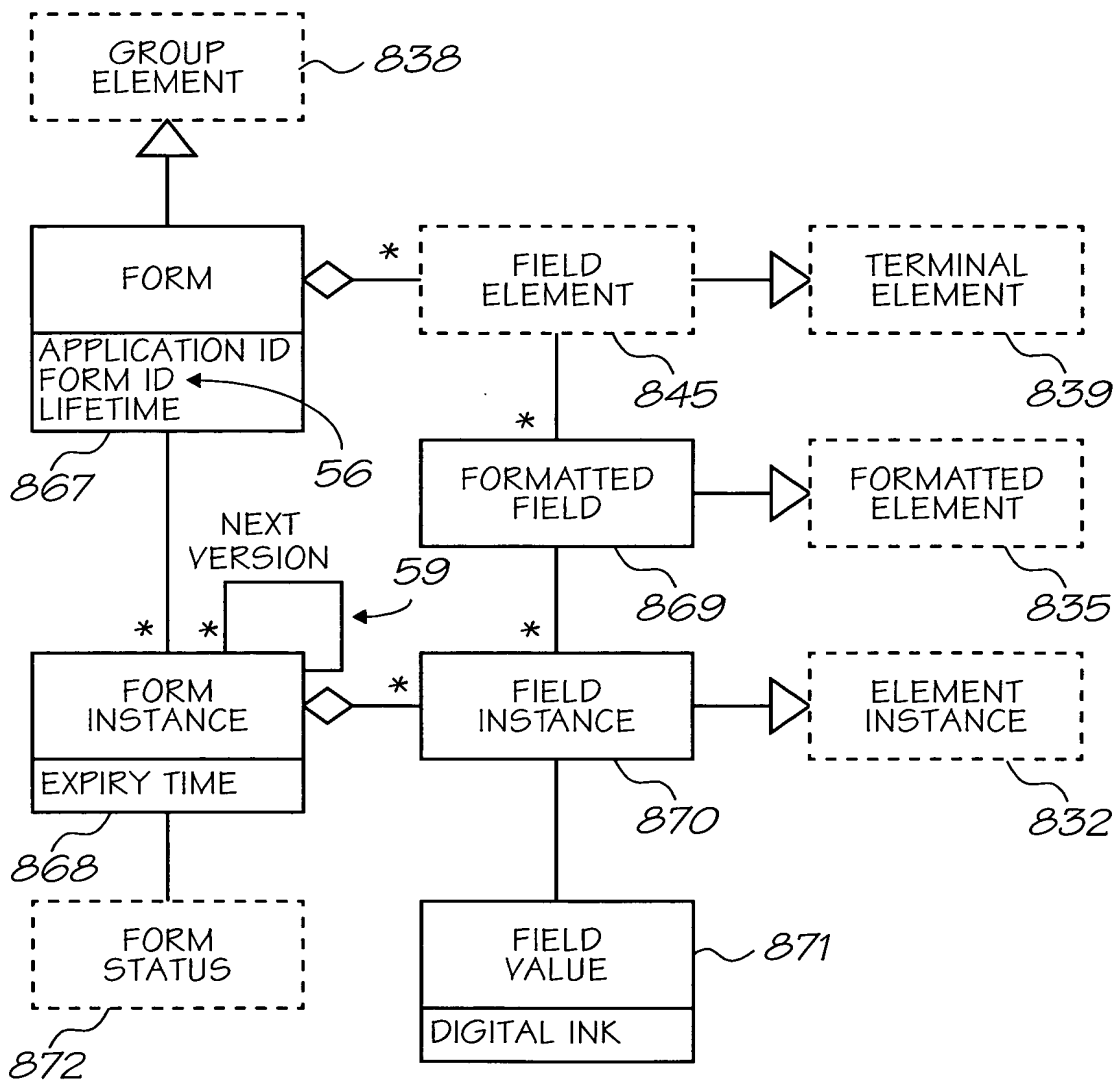 GROUP
ELEMENT
838
FORM
*
FIELD
ELEMENT
TERMINAL
ELEMENT
APPLICATION ID
FORM ID
LIFETIME
845
839
867
56
*
FORMATTED
FIELD
FORMATTED
ELEMENT
NEXT
VERSION
59
869
835
*
*
*
FORM
INSTANCE
*
FIELD
INSTANCE
ELEMENT
INSTANCE
EXPIRY TIME
870
832
868
FORM
STATUS
FIELD
VALUE
871
DIGITAL INK
872